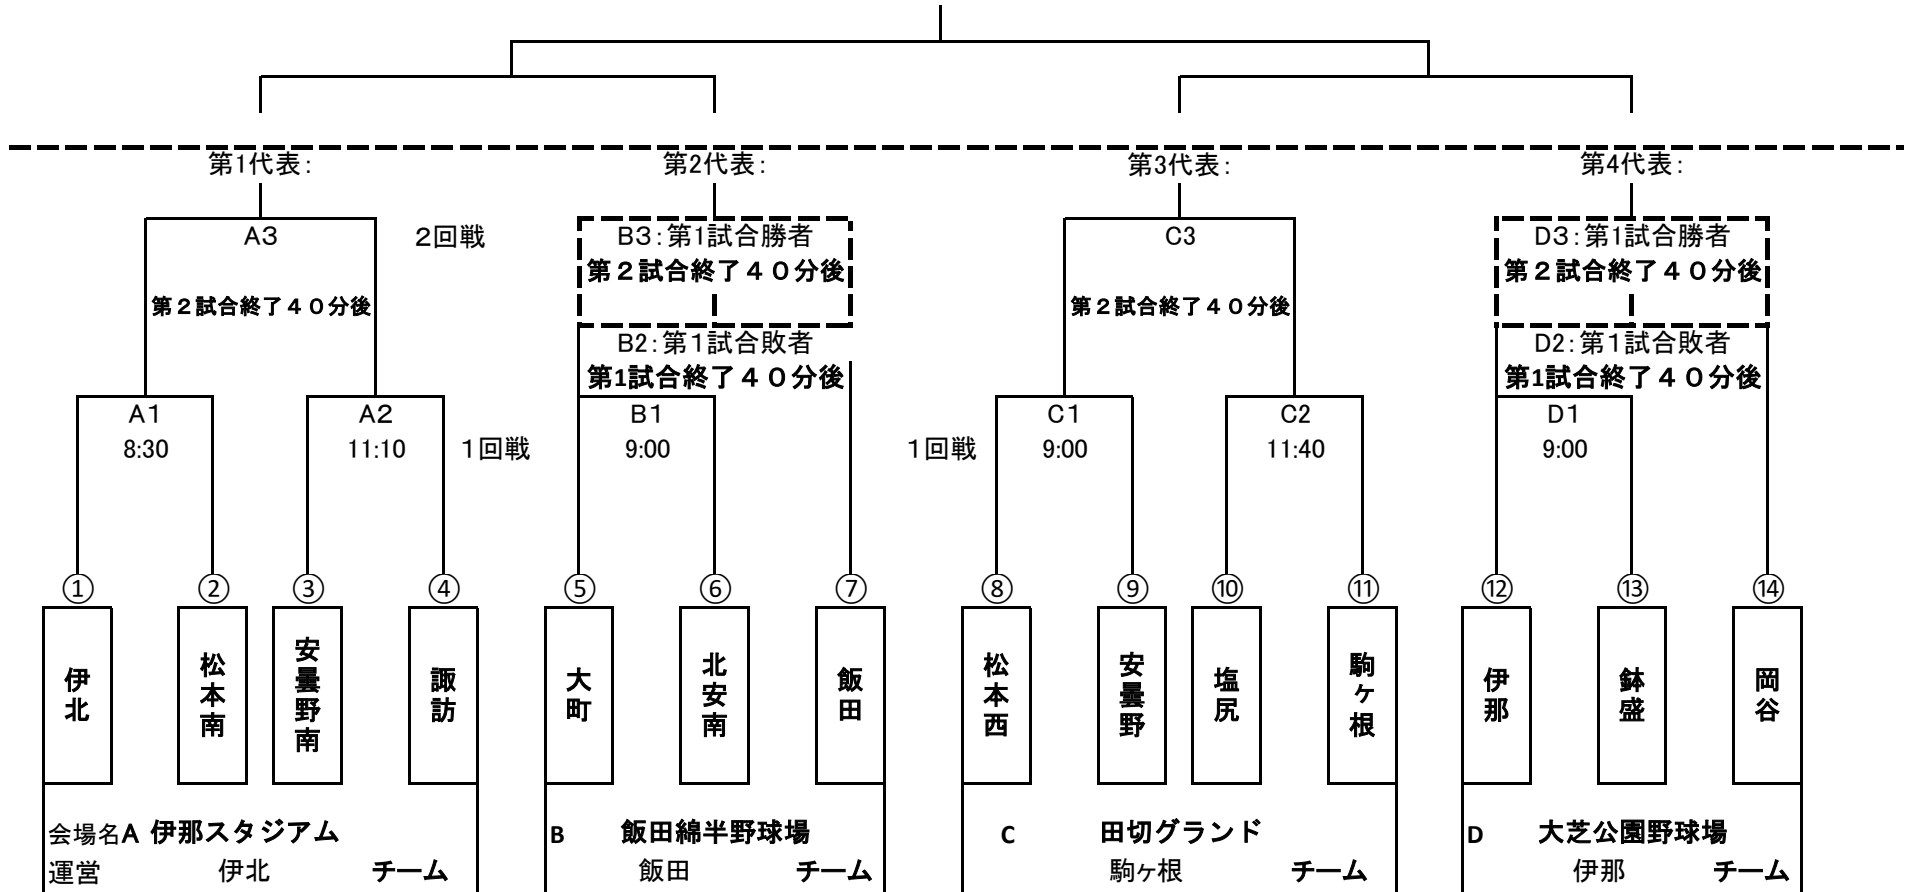 第1代表： 第2代表： 第3代表： 第4代表：
A3 2回戦 B3：第1試合勝者 C3 D3：第1試合勝者
第２試合終了４０分後 第２試合終了４０分後
第２試合終了４０分後 第２試合終了４０分後
B2：第１試合敗者 D2：第１試合敗者
第1試合終了４０分後 第1試合終了４０分後
A1 A2 B1 C1 C2 D1
8:30 11:10 １回戦 9:00 １回戦 9:00 11:40 9:00
① ② ③ ④ ⑤ ⑥ ⑦ ⑧ ⑨ ⑩ ⑪ ⑫ ⑬ ⑭
伊北
松本南
安曇野南
諏訪
大町
北安南
飯田
松本西
安曇野
塩尻
駒ヶ根
伊那
鉢盛
岡谷
会場名A 伊那スタジアム B 飯田綿半野球場 C 田切グランド D 大芝公園野球場
運営 伊北 チーム 飯田 チーム 駒ヶ根 チーム 伊那 チーム